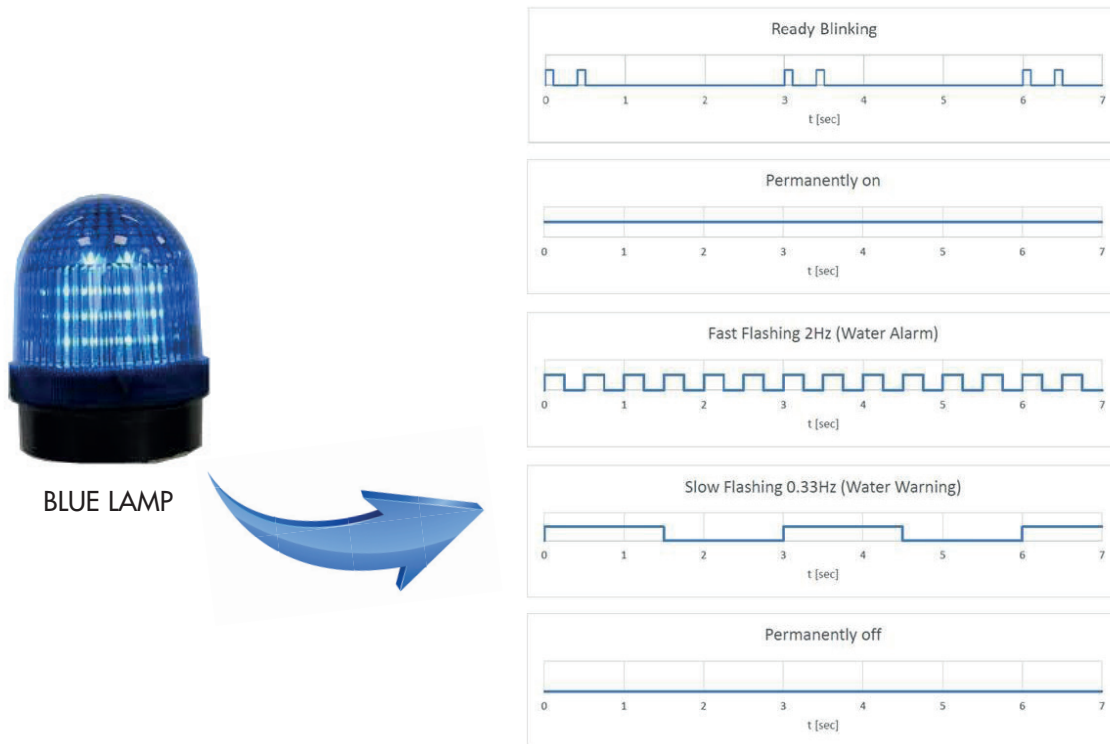 Ready Blinking
0 1 2 3 4 5 6 7
t [sec]
Permanently on
0 1 2 3 4 5 6 7
t [sec]
Fast Flashing 2Hz (Water Alarm)
0 1 2 3 4 5 6 7
t [sec]
BLUE LAMP
Slow Flashing 0.33Hz (Water Warning)
0 1 2 3 4 5 6 7
t [sec]
Permanently off
0 1 2 3 4 5 6 7
t [sec]